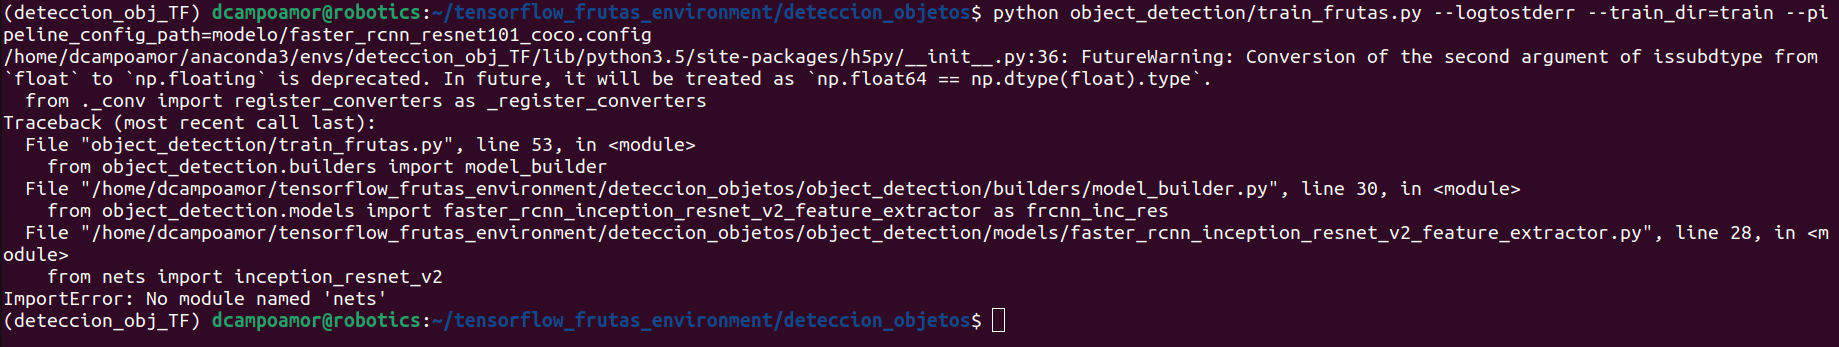 (deteccion_obj_TF) dcampoamor@robotics:~/tensorflow_frutas_environment/deteccion_objetos$ python object_detection/train_frutas.py --logtostderr --train_dir=train --pi
peline_config_path=modelo/faster_rcnn_resnet101_coco.config
/home/dcampoamor/anaconda3/envs/deteccion_obj_TF/lib/python3.5/site-packages/h5py/__init__.py:36: FutureWarning: Conversion of the second argument of issubdtype from
`float` to `np.floating` is deprecated. In future, it will be treated as `np.float64 == np.dtype(float).type`.
  from ._conv import register_converters as _register_converters
Traceback (most recent call last):
  File "object_detection/train_frutas.py", line 53, in <module>
    from object_detection.builders import model_builder
  File "/home/dcampoamor/tensorflow_frutas_environment/deteccion_objetos/object_detection/builders/model_builder.py", line 30, in <module>
    from object_detection.models import faster_rcnn_inception_resnet_v2_feature_extractor as frcnn_inc_res
  File "/home/dcampoamor/tensorflow_frutas_environment/deteccion_objetos/object_detection/models/faster_rcnn_inception_resnet_v2_feature_extractor.py", line 28, in <m
odule>
    from nets import inception_resnet_v2
ImportError: No module named 'nets'
(deteccion_obj_TF) dcampoamor@robotics:~/tensorflow_frutas_environment/deteccion_objetos$